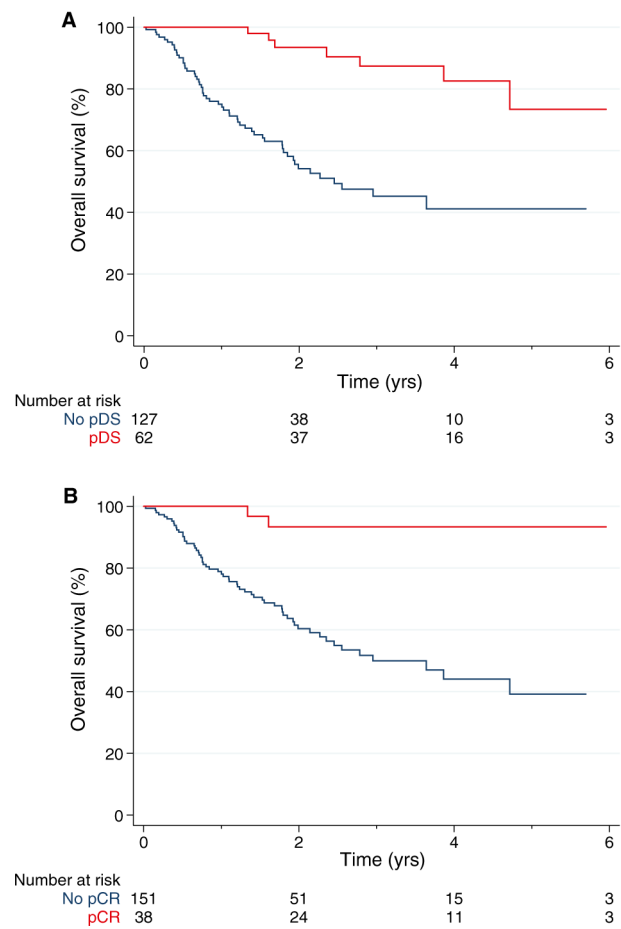 A
Overall survival (%)
100
80
60
40
20
0
0 2 4 6
Time (yrs)
Number at risk
No pDS 127 38 10 3
pDS 62 37 16 3
B
Overall survival (%)
100
80
60
40
20
0
0 2 4 6
Time (yrs)
Number at risk
No pCR 151 51 15 3
pCR 38 24 11 3